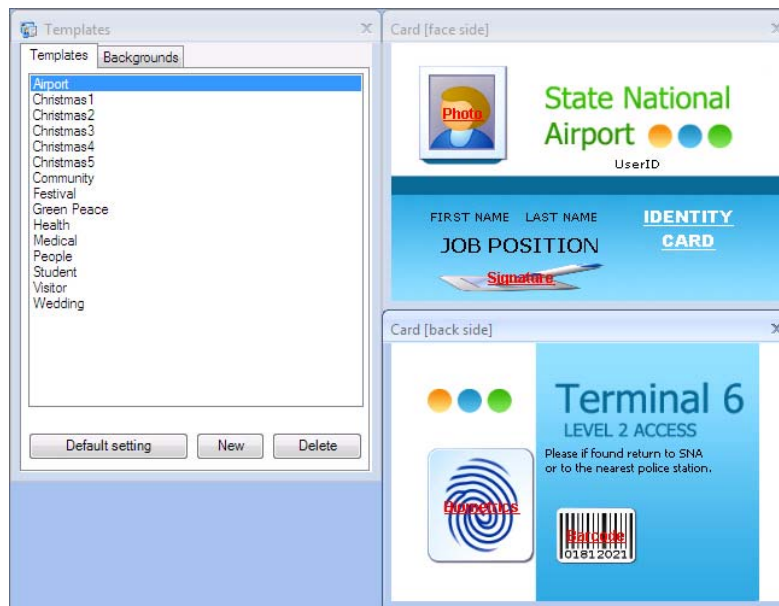 Templates
Templates
Backgrounds
Airport
Christmas1
Christmas2
Christmas3
Christmas4
Christmas5
Community
Festival
Green Peace
Health
Medical
People
Student
Visitor
Wedding
Default setting
New
Delete
Card [face side]
Photo
State National
Airport
UserID
FIRST NAME LAST NAME
IDENTITY
CARD
JOB POSITION
Signature
Card [back side]
Terminal 6
LEVEL 2 ACCESS
Please if found return to SNA
or to the nearest police station.
Biometrics
Barcode
01812021